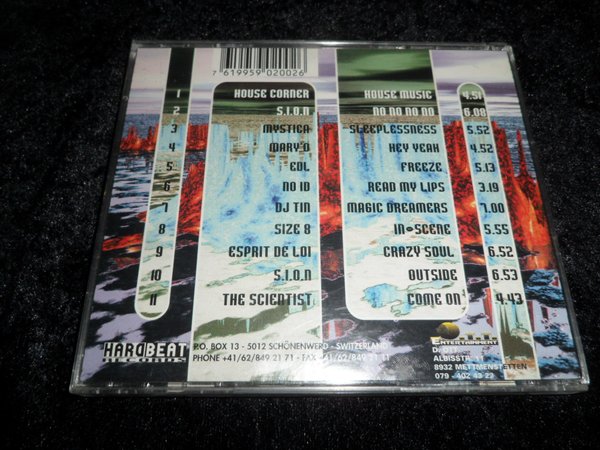 7 619959 020026
1 HOUSE CORNER HOUSE MUSIC 4.51
2 S.I.O.N NO NO NO NO 6.08
3 MYSTICA SLEEPLESSNESS 5.52
4 MARY'O HEY YEAH 4.52
5 EDL FREEZE 5.13
6 NO ID READ MY LIPS 3.19
7 DJ TIN MAGIC DREAMERS 7.00
8 SIZE 8 IN•SCENE 5.55
9 ESPRIT DE LOI CRAZY SOUL 6.52
10 S.I.O.N OUTSIDE 6.53
11 THE SCIENTIST COME ON 4.43
HARDBEAT
RECORDS
P.O. BOX 13 - 5012 SCHÖNENWERD - SWITZERLAND
PHONE +41/62/849 21 71 - FAX +41/62/849 21 11
ENTERTAINMENT
ALBISSTR. 11
8932 METTMENSTETTEN
079 - 402 43 23